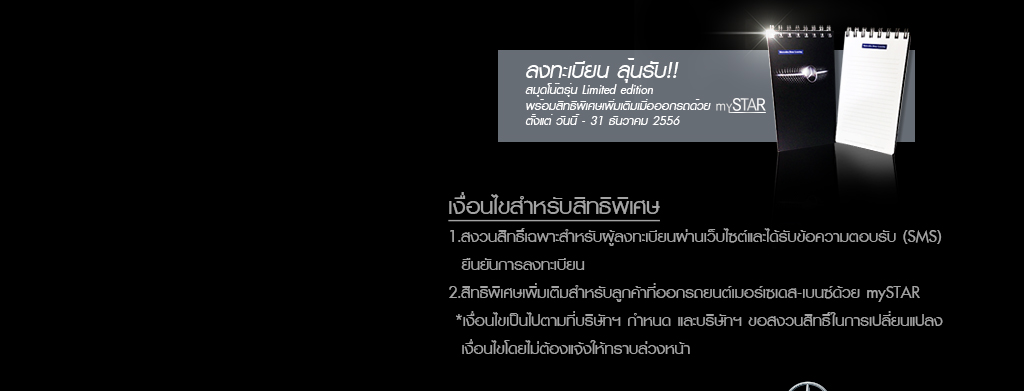 ลงทะเบียน ลุ้นรับ!!
สมุดโน้ตรุ่น Limited edition
พร้อมสิทธิพิเศษเพิ่มเติมเมื่อออกรถด้วย mySTAR
ตั้งแต่ วันนี้ - 31 ธันวาคม 2556
เงื่อนไขสำหรับสิทธิพิเศษ
1.สงวนสิทธิ์เฉพาะสำหรับผู้ลงทะเบียนผ่านเว็บไซต์และได้รับข้อความตอบรับ (SMS)
ยืนยันการลงทะเบียน
2.สิทธิพิเศษเพิ่มเติมสำหรับลูกค้าที่ออกรถยนต์เมอร์เซเดส-เบนซ์ด้วย mySTAR
*เงื่อนไขเป็นไปตามที่บริษัทฯ กำหนด และบริษัทฯ ขอสงวนสิทธิ์ในการเปลี่ยนแปลง
เงื่อนไขโดยไม่ต้องแจ้งให้ทราบล่วงหน้า